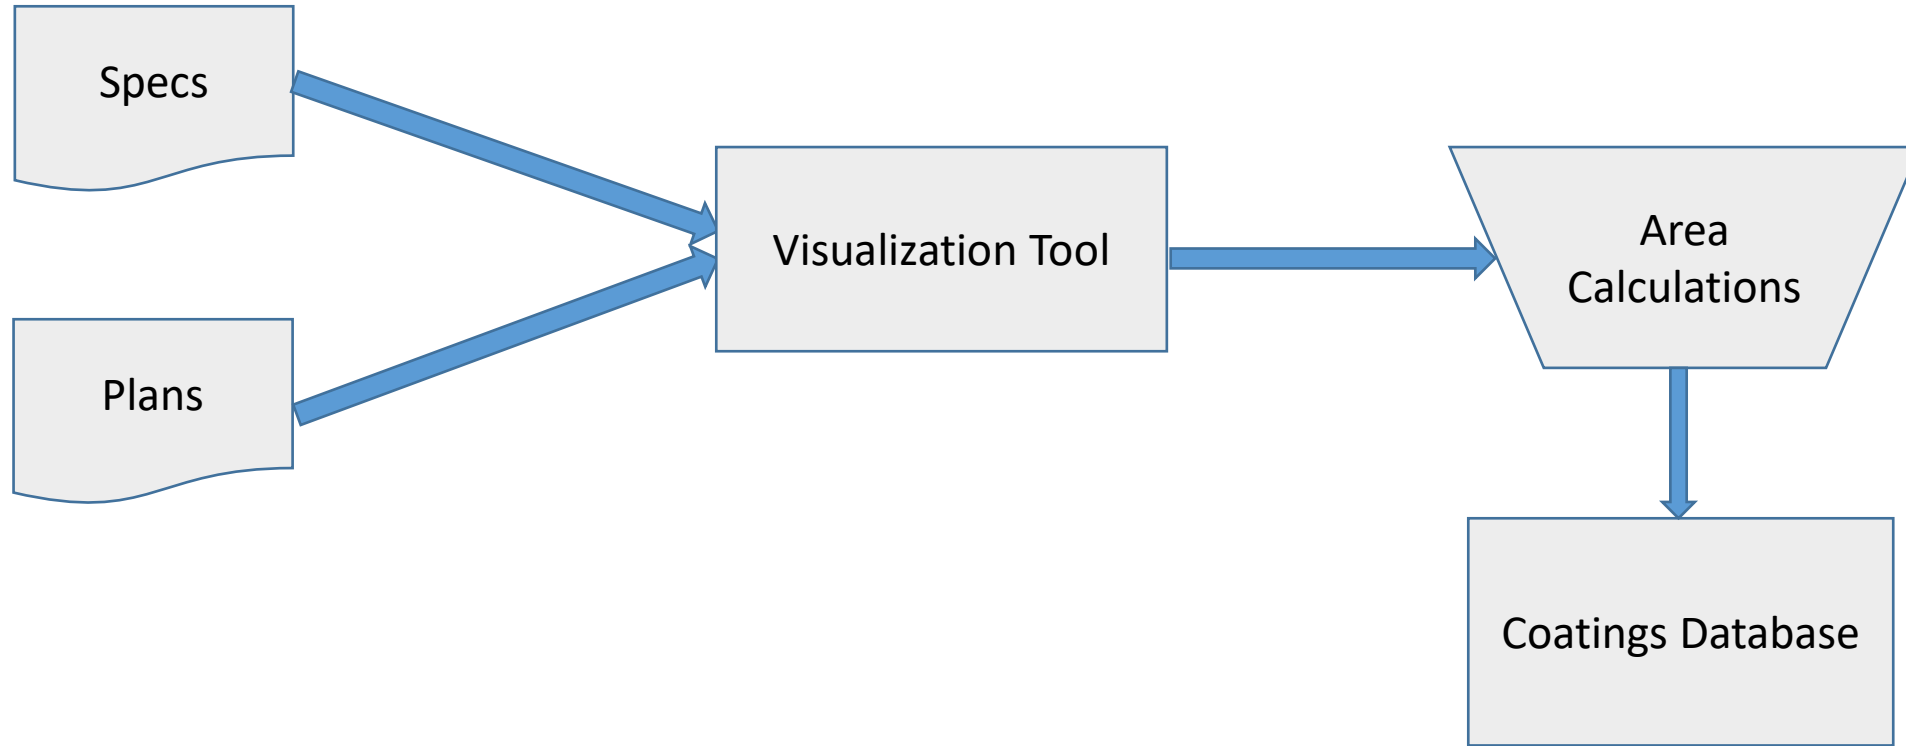 Specs
Plans
Visualization Tool
Area
Calculations
Coatings Database